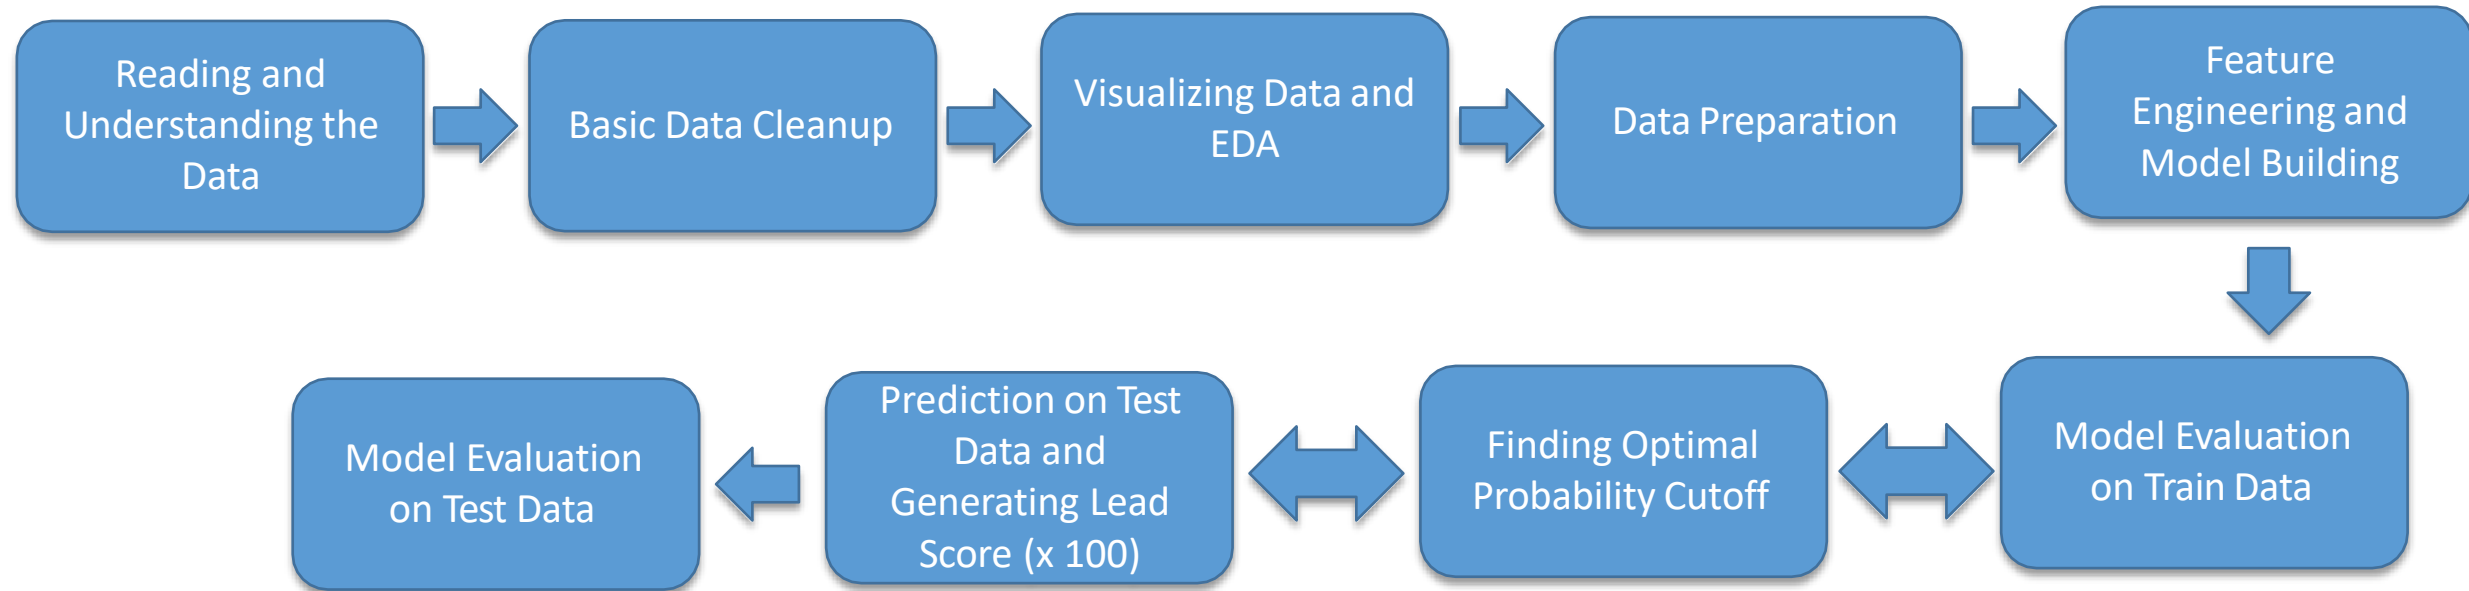 Reading and
Understanding the
Data
Basic Data Cleanup
Visualizing Data and
EDA
Data Preparation
Feature
Engineering and
Model Building
Model Evaluation
on Train Data
Finding Optimal
Probability Cutoff
Prediction on Test
Data and
Generating Lead
Score (x 100)
Model Evaluation
on Test Data